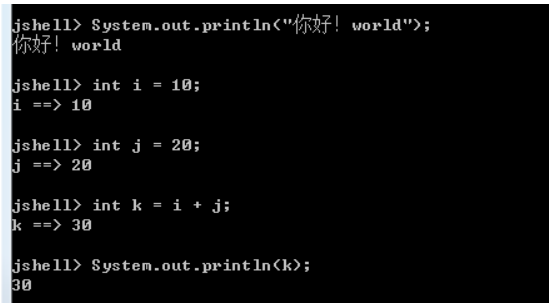 jshell> System.out.println("你好！world");
你好！world
jshell> int i = 10;
i ==> 10
jshell> int j = 20;
j ==> 20
jshell> int k = i + j;
k ==> 30
jshell> System.out.println(k);
30